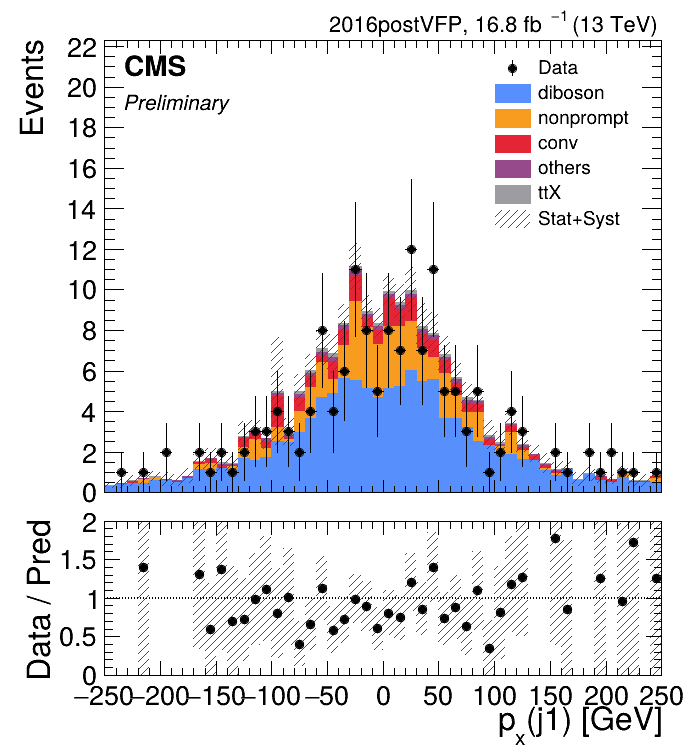 2016postVFP, 16.8 fb⁻¹ (13 TeV)
CMS
Preliminary
Events
22
20
18
16
14
12
10
8
6
4
2
0
Data
diboson
nonprompt
conv
others
ttX
Stat+Syst
Data / Pred
2
1.5
1
0.5
0
−250 −200 −150 −100 −50 0 50 100 150 200 250
pₓ(j1) [GeV]